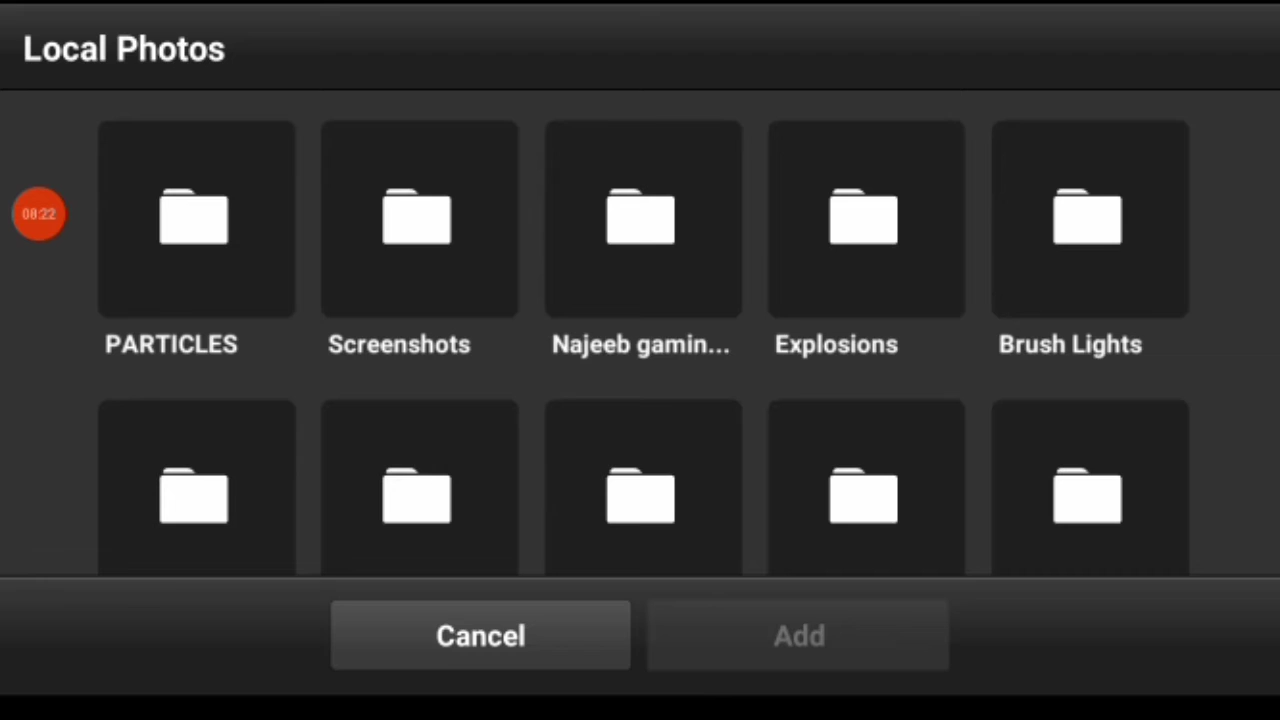 Local Photos
08:22
PARTICLES
Screenshots
Najeeb gamin...
Explosions
Brush Lights
Cancel
Add